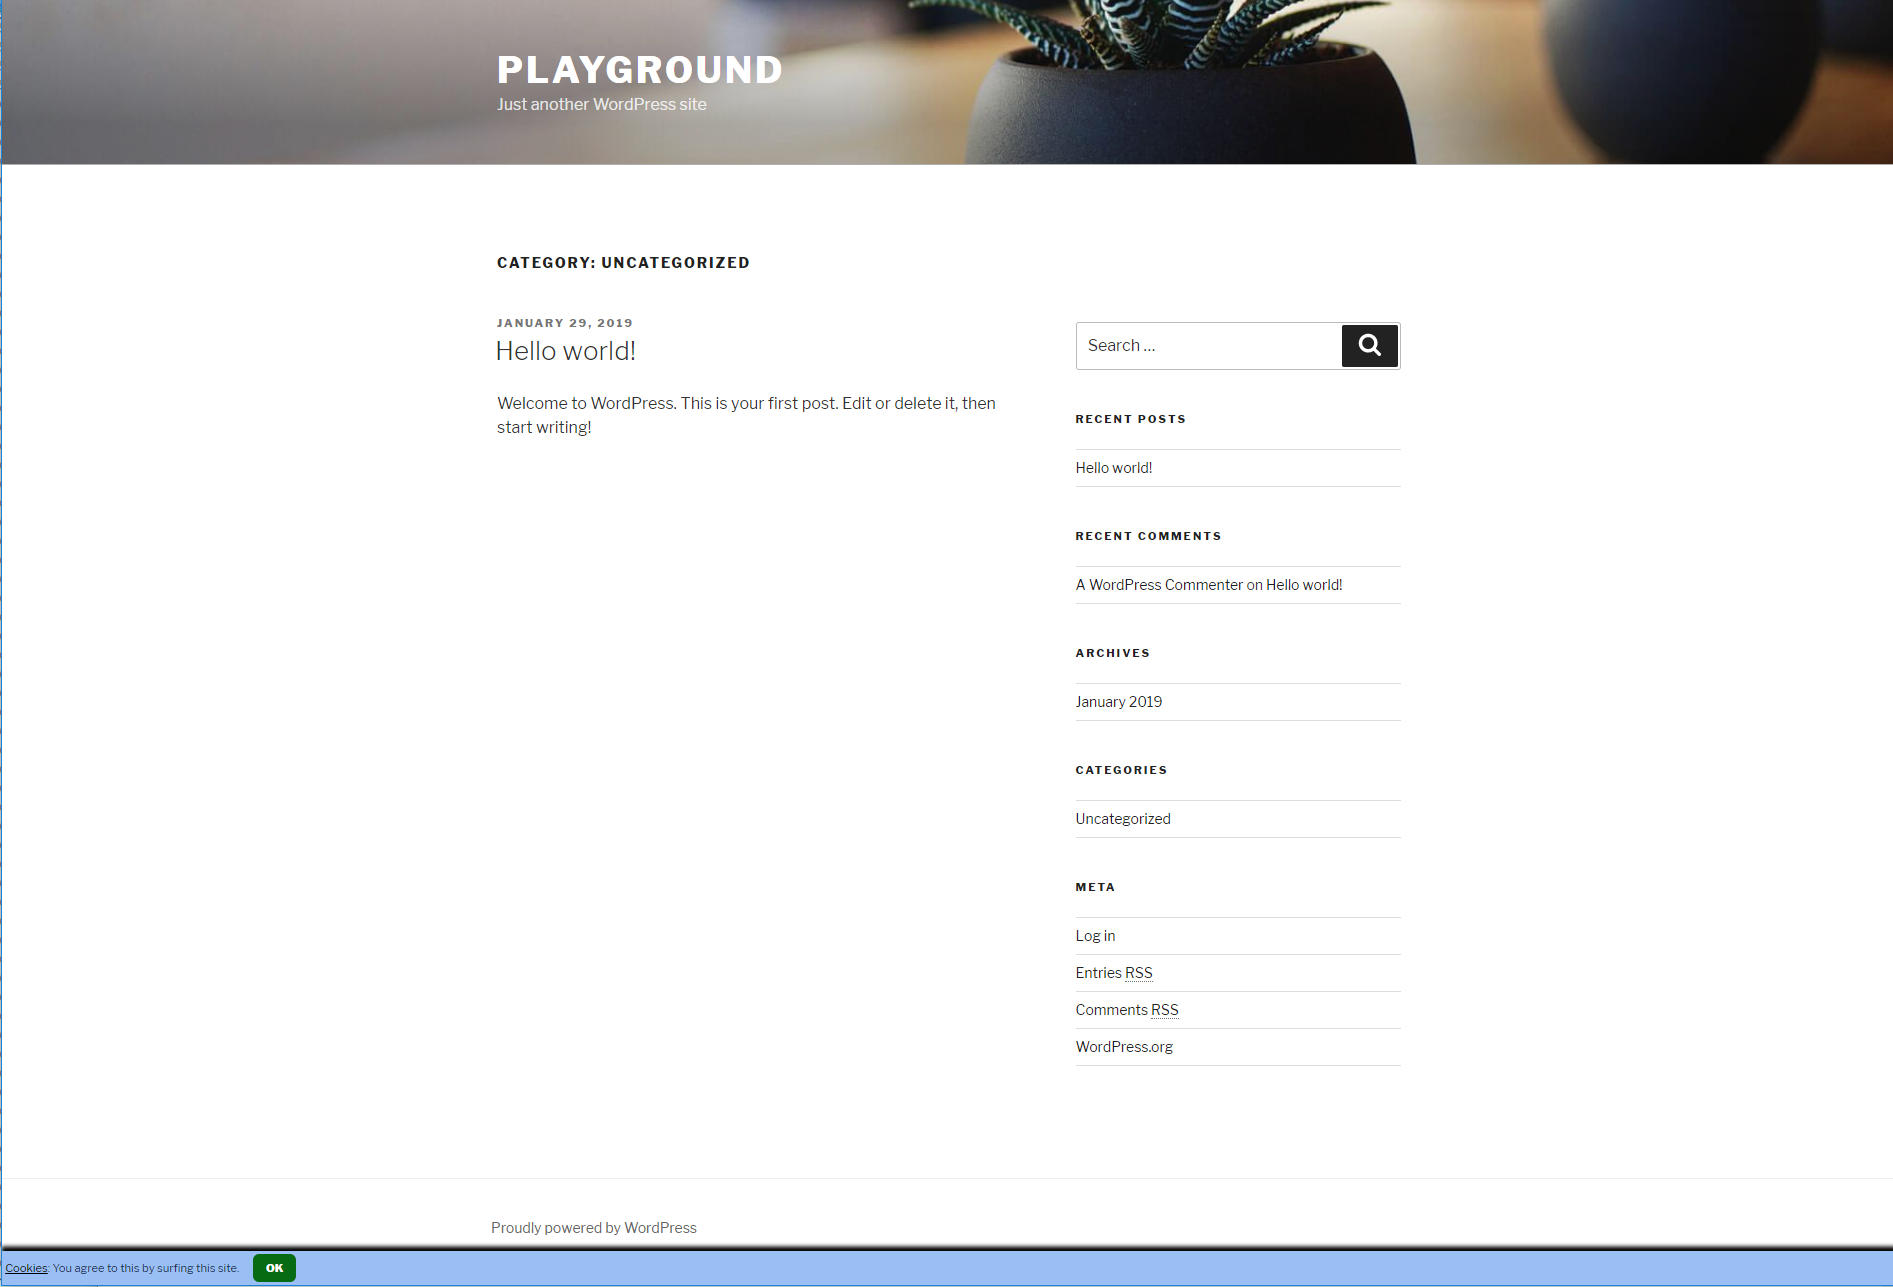 PLAYGROUND
Just another WordPress site
CATEGORY: UNCATEGORIZED
JANUARY 29, 2019
Hello world!
Welcome to WordPress. This is your first post. Edit or delete it, then
start writing!
Search …
RECENT POSTS
Hello world!
RECENT COMMENTS
A WordPress Commenter on Hello world!
ARCHIVES
January 2019
CATEGORIES
Uncategorized
META
Log in
Entries RSS
Comments RSS
WordPress.org
Proudly powered by WordPress
Cookies: You agree to this by surfing this site. OK